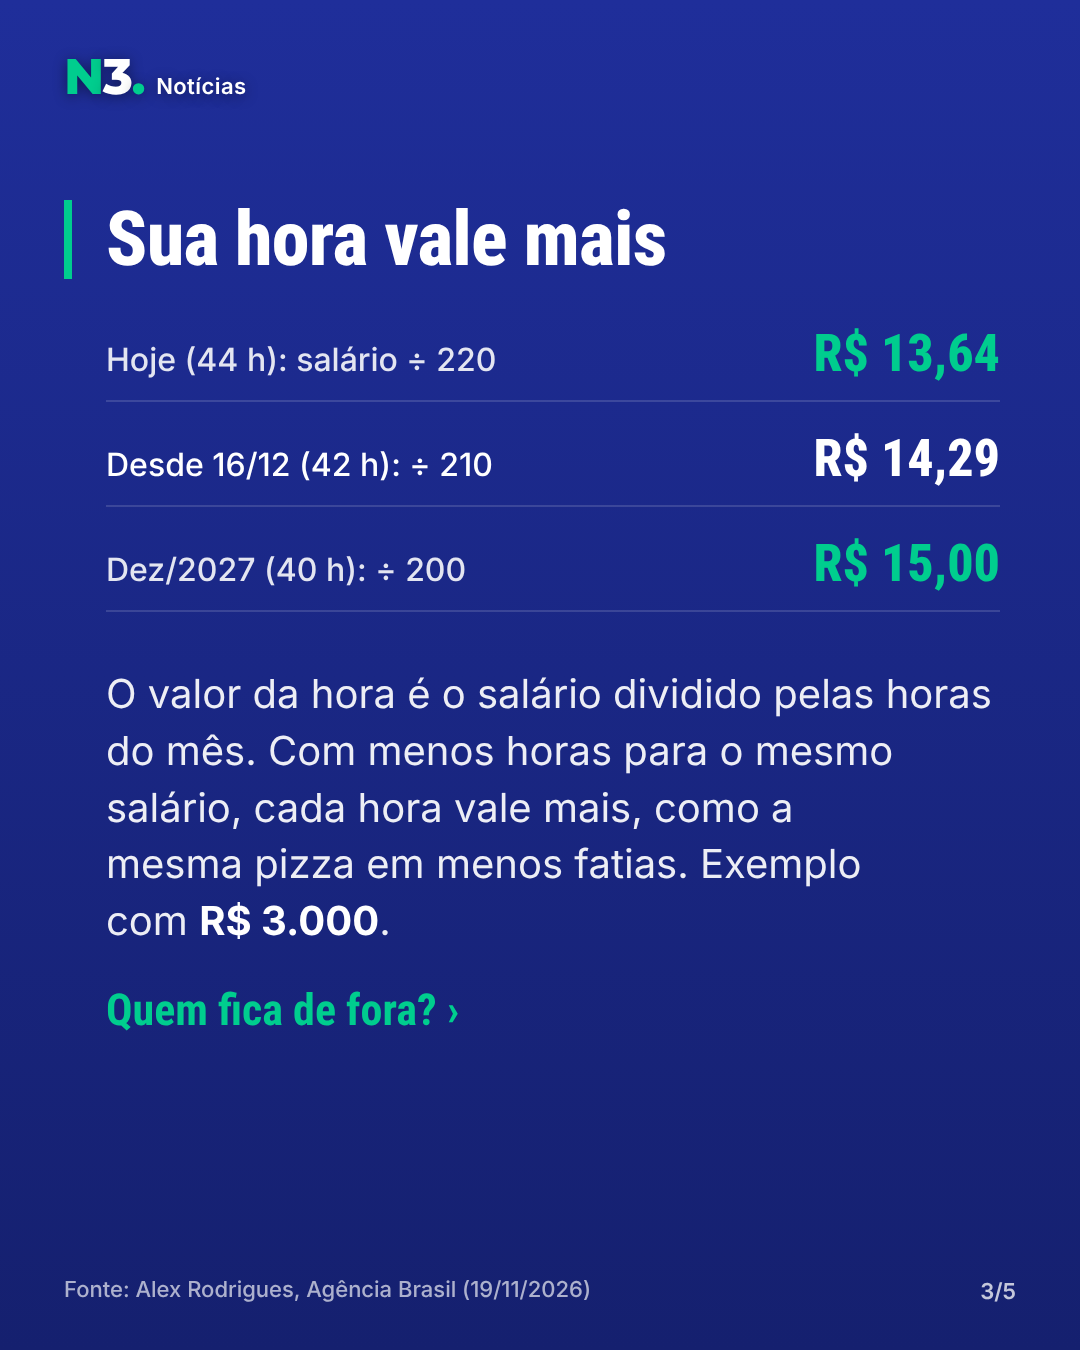 N3. Notícias
Sua hora vale mais
Hoje (44 h): salário ÷ 220 R$ 13,64
Desde 16/12 (42 h): ÷ 210 R$ 14,29
Dez/2027 (40 h): ÷ 200 R$ 15,00
O valor da hora é o salário dividido pelas horas
do mês. Com menos horas para o mesmo
salário, cada hora vale mais, como a
mesma pizza em menos fatias. Exemplo
com R$ 3.000.
Quem fica de fora? ›
Fonte: Alex Rodrigues, Agência Brasil (19/11/2026) 3/5